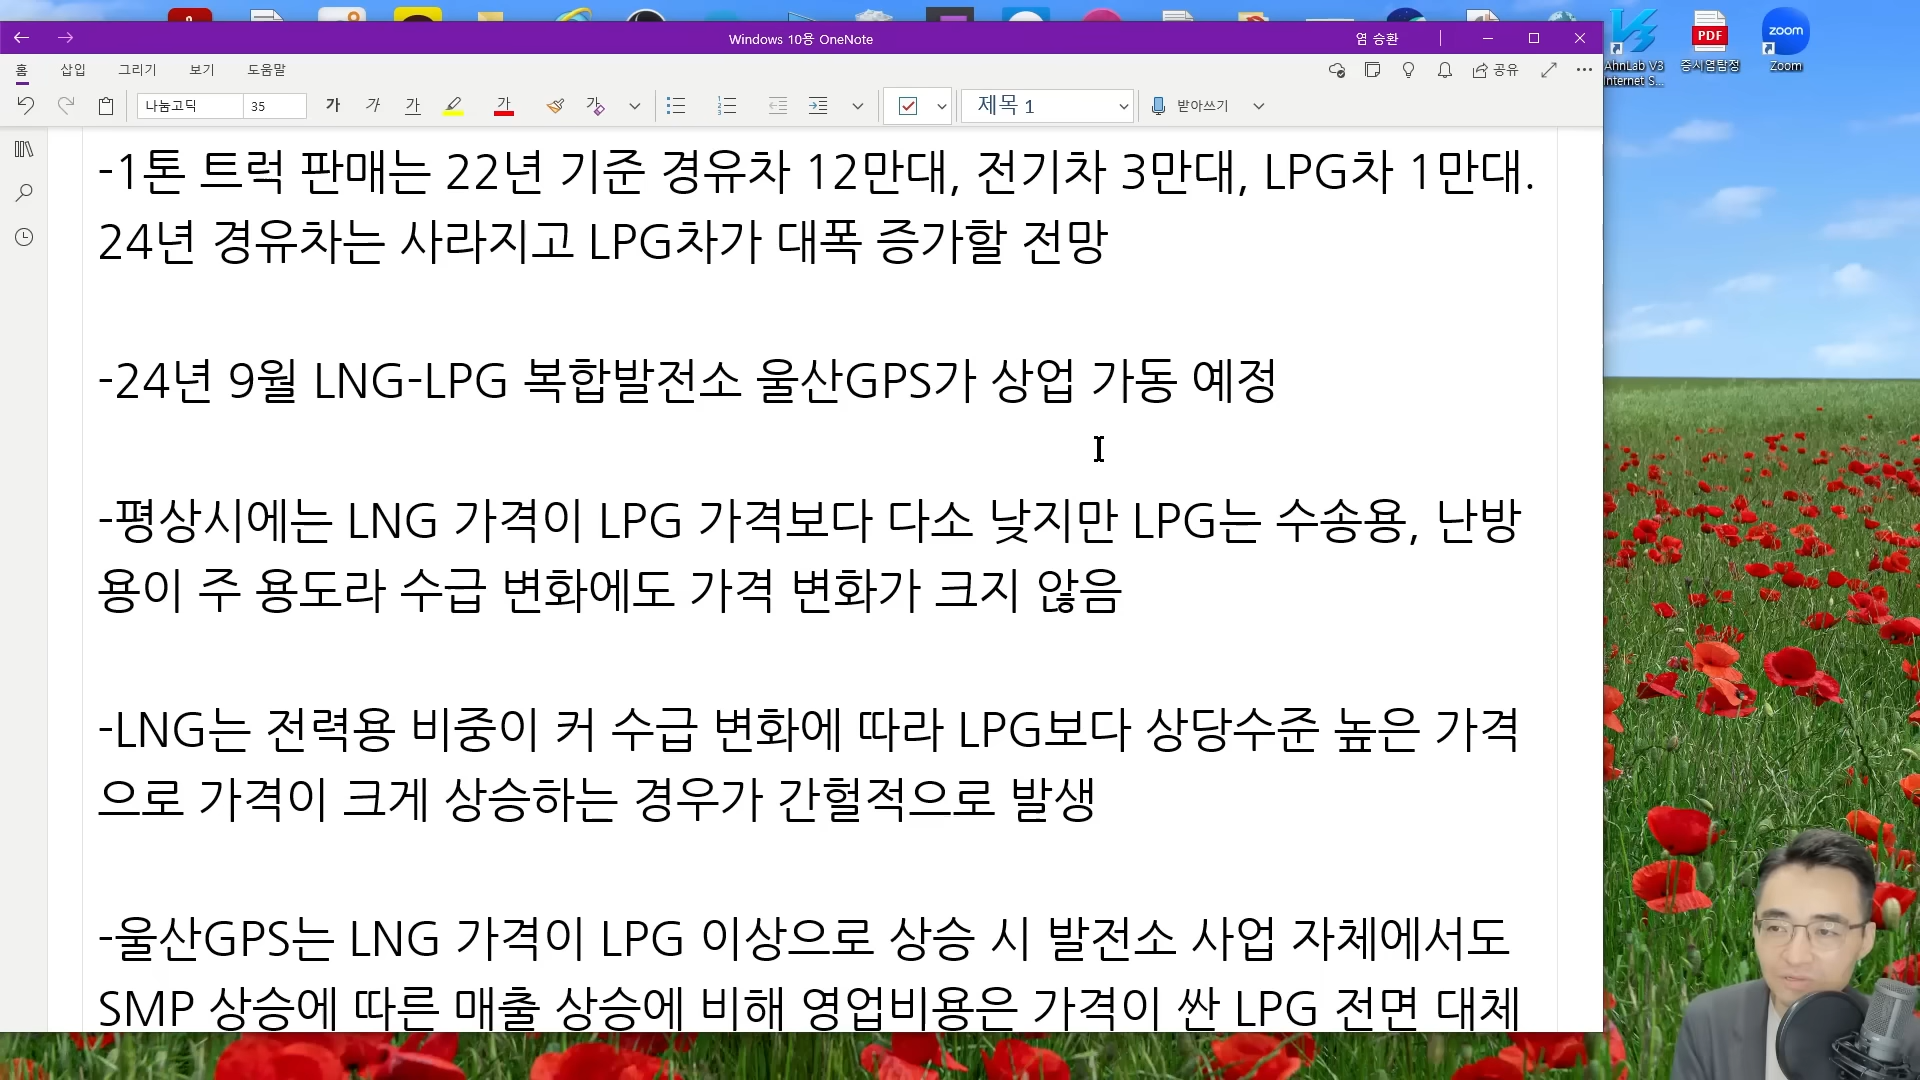 Windows 10용 OneNote
염 승환
홈 삽입 그리기 보기 도움말
공유
나눔고딕 35 가 가 가 가 가 제목 1 받아쓰기
-1톤 트럭 판매는 22년 기준 경유차 12만대, 전기차 3만대, LPG차 1만대.
24년 경유차는 사라지고 LPG차가 대폭 증가할 전망
-24년 9월 LNG-LPG 복합발전소 울산GPS가 상업 가동 예정
-평상시에는 LNG 가격이 LPG 가격보다 다소 낮지만 LPG는 수송용, 난방
용이 주 용도라 수급 변화에도 가격 변화가 크지 않음
-LNG는 전력용 비중이 커 수급 변화에 따라 LPG보다 상당수준 높은 가격
으로 가격이 크게 상승하는 경우가 간헐적으로 발생
-울산GPS는 LNG 가격이 LPG 이상으로 상승 시 발전소 사업 자체에서도
SMP 상승에 따른 매출 상승에 비해 영업비용은 가격이 싼 LPG 전면 대체
AhnLab V3
Internet S...
PDF
증시염탐정
zoom
Zoom